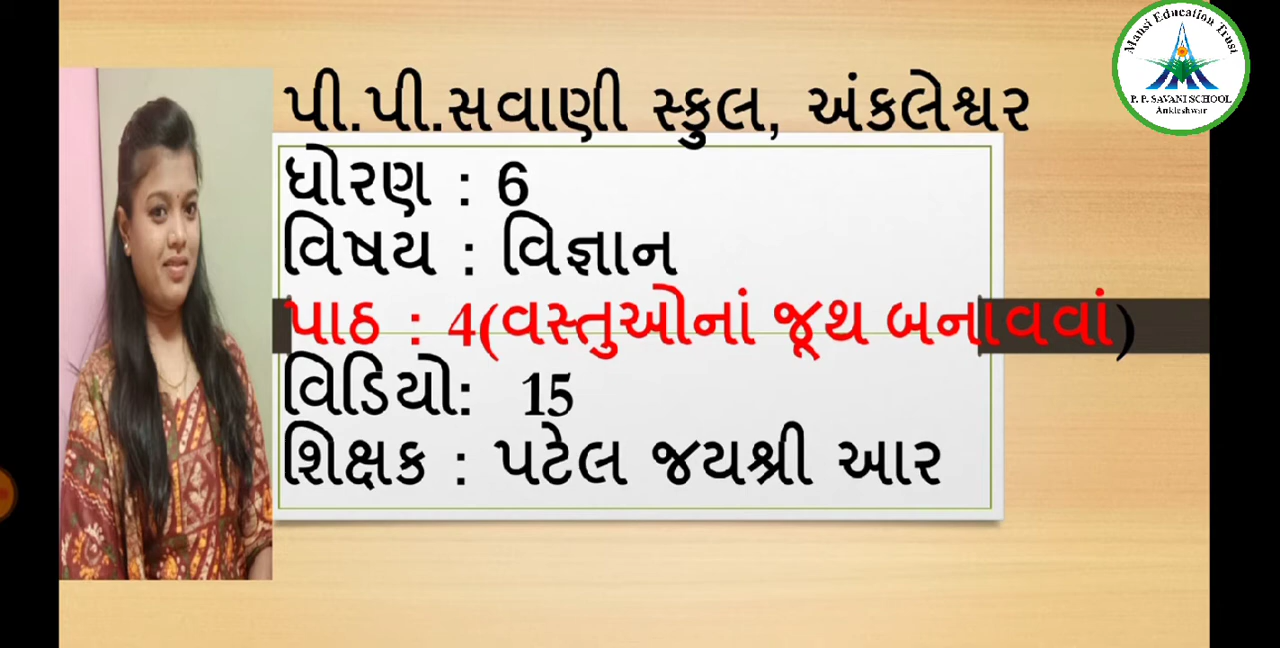 Mansi Education Trust
P. P. SAVANI SCHOOL
Ankleshwar
પી.પી.સવાણી સ્કુલ, અંકલેશ્વર
ધોરણ : 6
વિષય : વિજ્ઞાન
પાઠ : 4(વસ્તુઓનાં જૂથ બનાવવાં)
વિડિયો: 15
શિક્ષક : પટેલ જયશ્રી આર